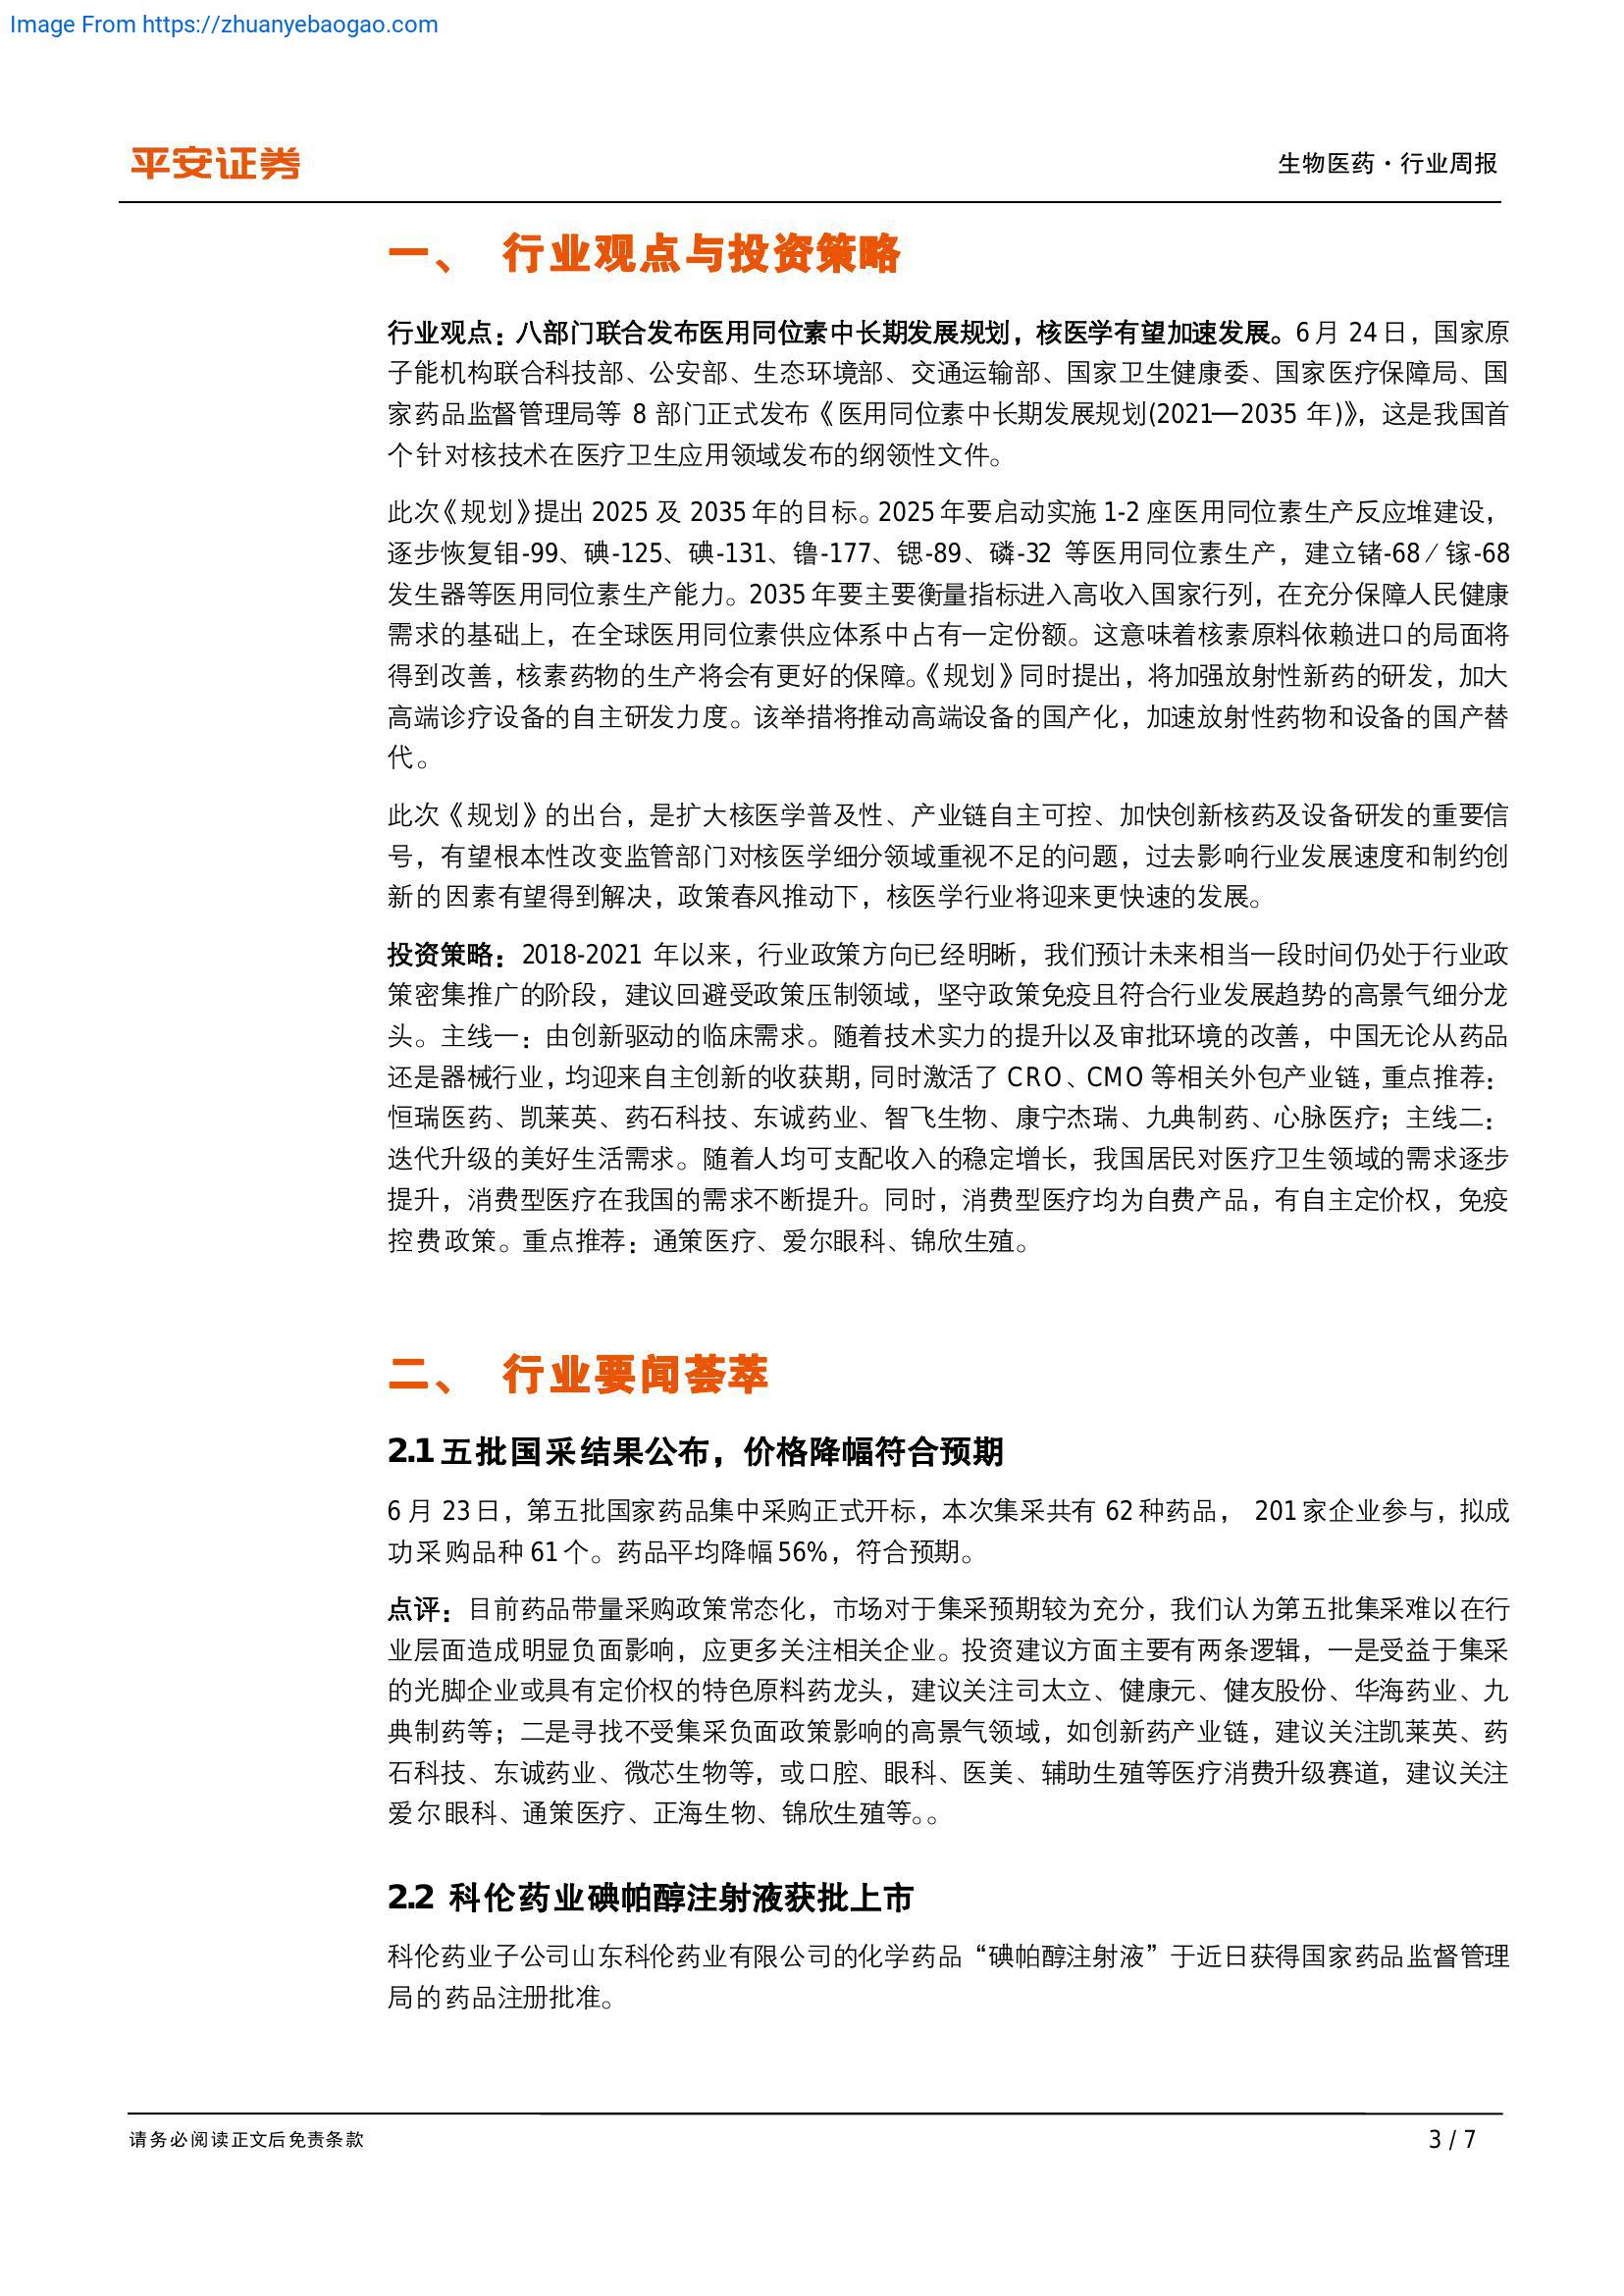 Image From https://zhuanyebaogao.com
平安证券
生物医药·行业周报
一、 行业观点与投资策略
行业观点：八部门联合发布医用同位素中长期发展规划，核医学有望加速发展。6月 24日，国家原
子能机构联合科技部、公安部、生态环境部、交通运输部、国家卫生健康委、国家医疗保障局、国
家药品监督管理局等 8 部门正式发布《医用同位素中长期发展规划(2021—2035 年)》，这是我国首
个针对核技术在医疗卫生应用领域发布的纲领性文件。
此次《规划》提出 2025 及 2035年的目标。2025年要启动实施 1-2 座医用同位素生产反应堆建设，
逐步恢复钼-99、碘-125、碘-131、镥-177、锶-89、磷-32 等医用同位素生产，建立锗-68／镓-68
发生器等医用同位素生产能力。2035年要主要衡量指标进入高收入国家行列，在充分保障人民健康
需求的基础上，在全球医用同位素供应体系中占有一定份额。这意味着核素原料依赖进口的局面将
得到改善，核素药物的生产将会有更好的保障。《规划》同时提出，将加强放射性新药的研发，加大
高端诊疗设备的自主研发力度。该举措将推动高端设备的国产化，加速放射性药物和设备的国产替
代。
此次《规划》的出台，是扩大核医学普及性、产业链自主可控、加快创新核药及设备研发的重要信
号，有望根本性改变监管部门对核医学细分领域重视不足的问题，过去影响行业发展速度和制约创
新的因素有望得到解决，政策春风推动下，核医学行业将迎来更快速的发展。
投资策略：2018-2021 年以来，行业政策方向已经明晰，我们预计未来相当一段时间仍处于行业政
策密集推广的阶段，建议回避受政策压制领域，坚守政策免疫且符合行业发展趋势的高景气细分龙
头。主线一：由创新驱动的临床需求。随着技术实力的提升以及审批环境的改善，中国无论从药品
还是器械行业，均迎来自主创新的收获期，同时激活了 CRO、CMO 等相关外包产业链，重点推荐：
恒瑞医药、凯莱英、药石科技、东诚药业、智飞生物、康宁杰瑞、九典制药、心脉医疗；主线二：
迭代升级的美好生活需求。随着人均可支配收入的稳定增长，我国居民对医疗卫生领域的需求逐步
提升，消费型医疗在我国的需求不断提升。同时，消费型医疗均为自费产品，有自主定价权，免疫
控费政策。重点推荐：通策医疗、爱尔眼科、锦欣生殖。
二、 行业要闻荟萃
2.1 五批国采结果公布，价格降幅符合预期
6 月 23日，第五批国家药品集中采购正式开标，本次集采共有 62种药品， 201家企业参与，拟成
功采购品种 61个。药品平均降幅 56%，符合预期。
点评：目前药品带量采购政策常态化，市场对于集采预期较为充分，我们认为第五批集采难以在行
业层面造成明显负面影响，应更多关注相关企业。投资建议方面主要有两条逻辑，一是受益于集采
的光脚企业或具有定价权的特色原料药龙头，建议关注司太立、健康元、健友股份、华海药业、九
典制药等；二是寻找不受集采负面政策影响的高景气领域，如创新药产业链，建议关注凯莱英、药
石科技、东诚药业、微芯生物等，或口腔、眼科、医美、辅助生殖等医疗消费升级赛道，建议关注
爱尔眼科、通策医疗、正海生物、锦欣生殖等。。
2.2 科伦药业碘帕醇注射液获批上市
科伦药业子公司山东科伦药业有限公司的化学药品“碘帕醇注射液”于近日获得国家药品监督管理
局的药品注册批准。
请务必阅读正文后免责条款
3 / 7